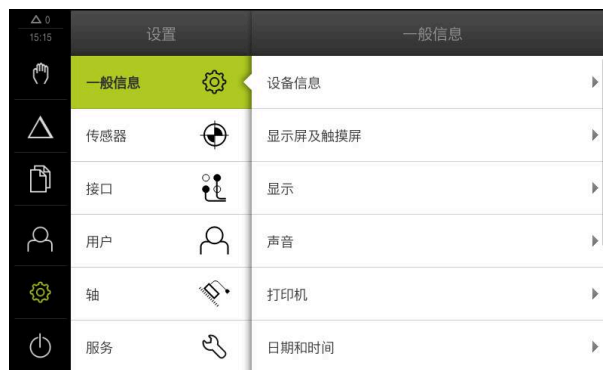 0
15:15
设置
一般信息
一般信息
传感器
接口
用户
轴
服务
设备信息
显示屏及触摸屏
显示
声音
打印机
日期和时间